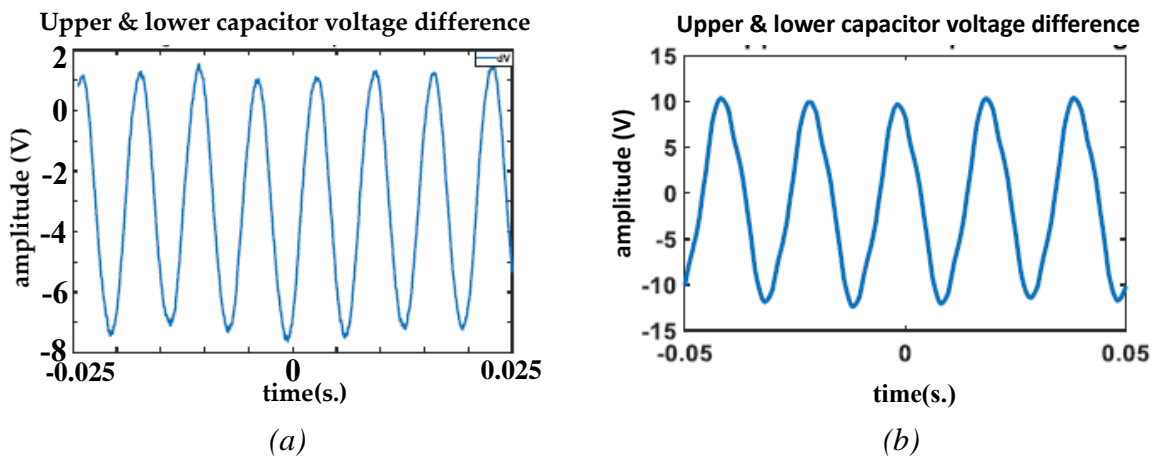 Upper & lower capacitor voltage difference
dV
2
0
-2
-4
-6
-8
amplitude (V)
-0.025
0
0.025
time(s.)
(a)
Upper & lower capacitor voltage difference
15
10
5
0
-5
-10
-15
amplitude (V)
-0.05
0
0.05
time(s.)
(b)